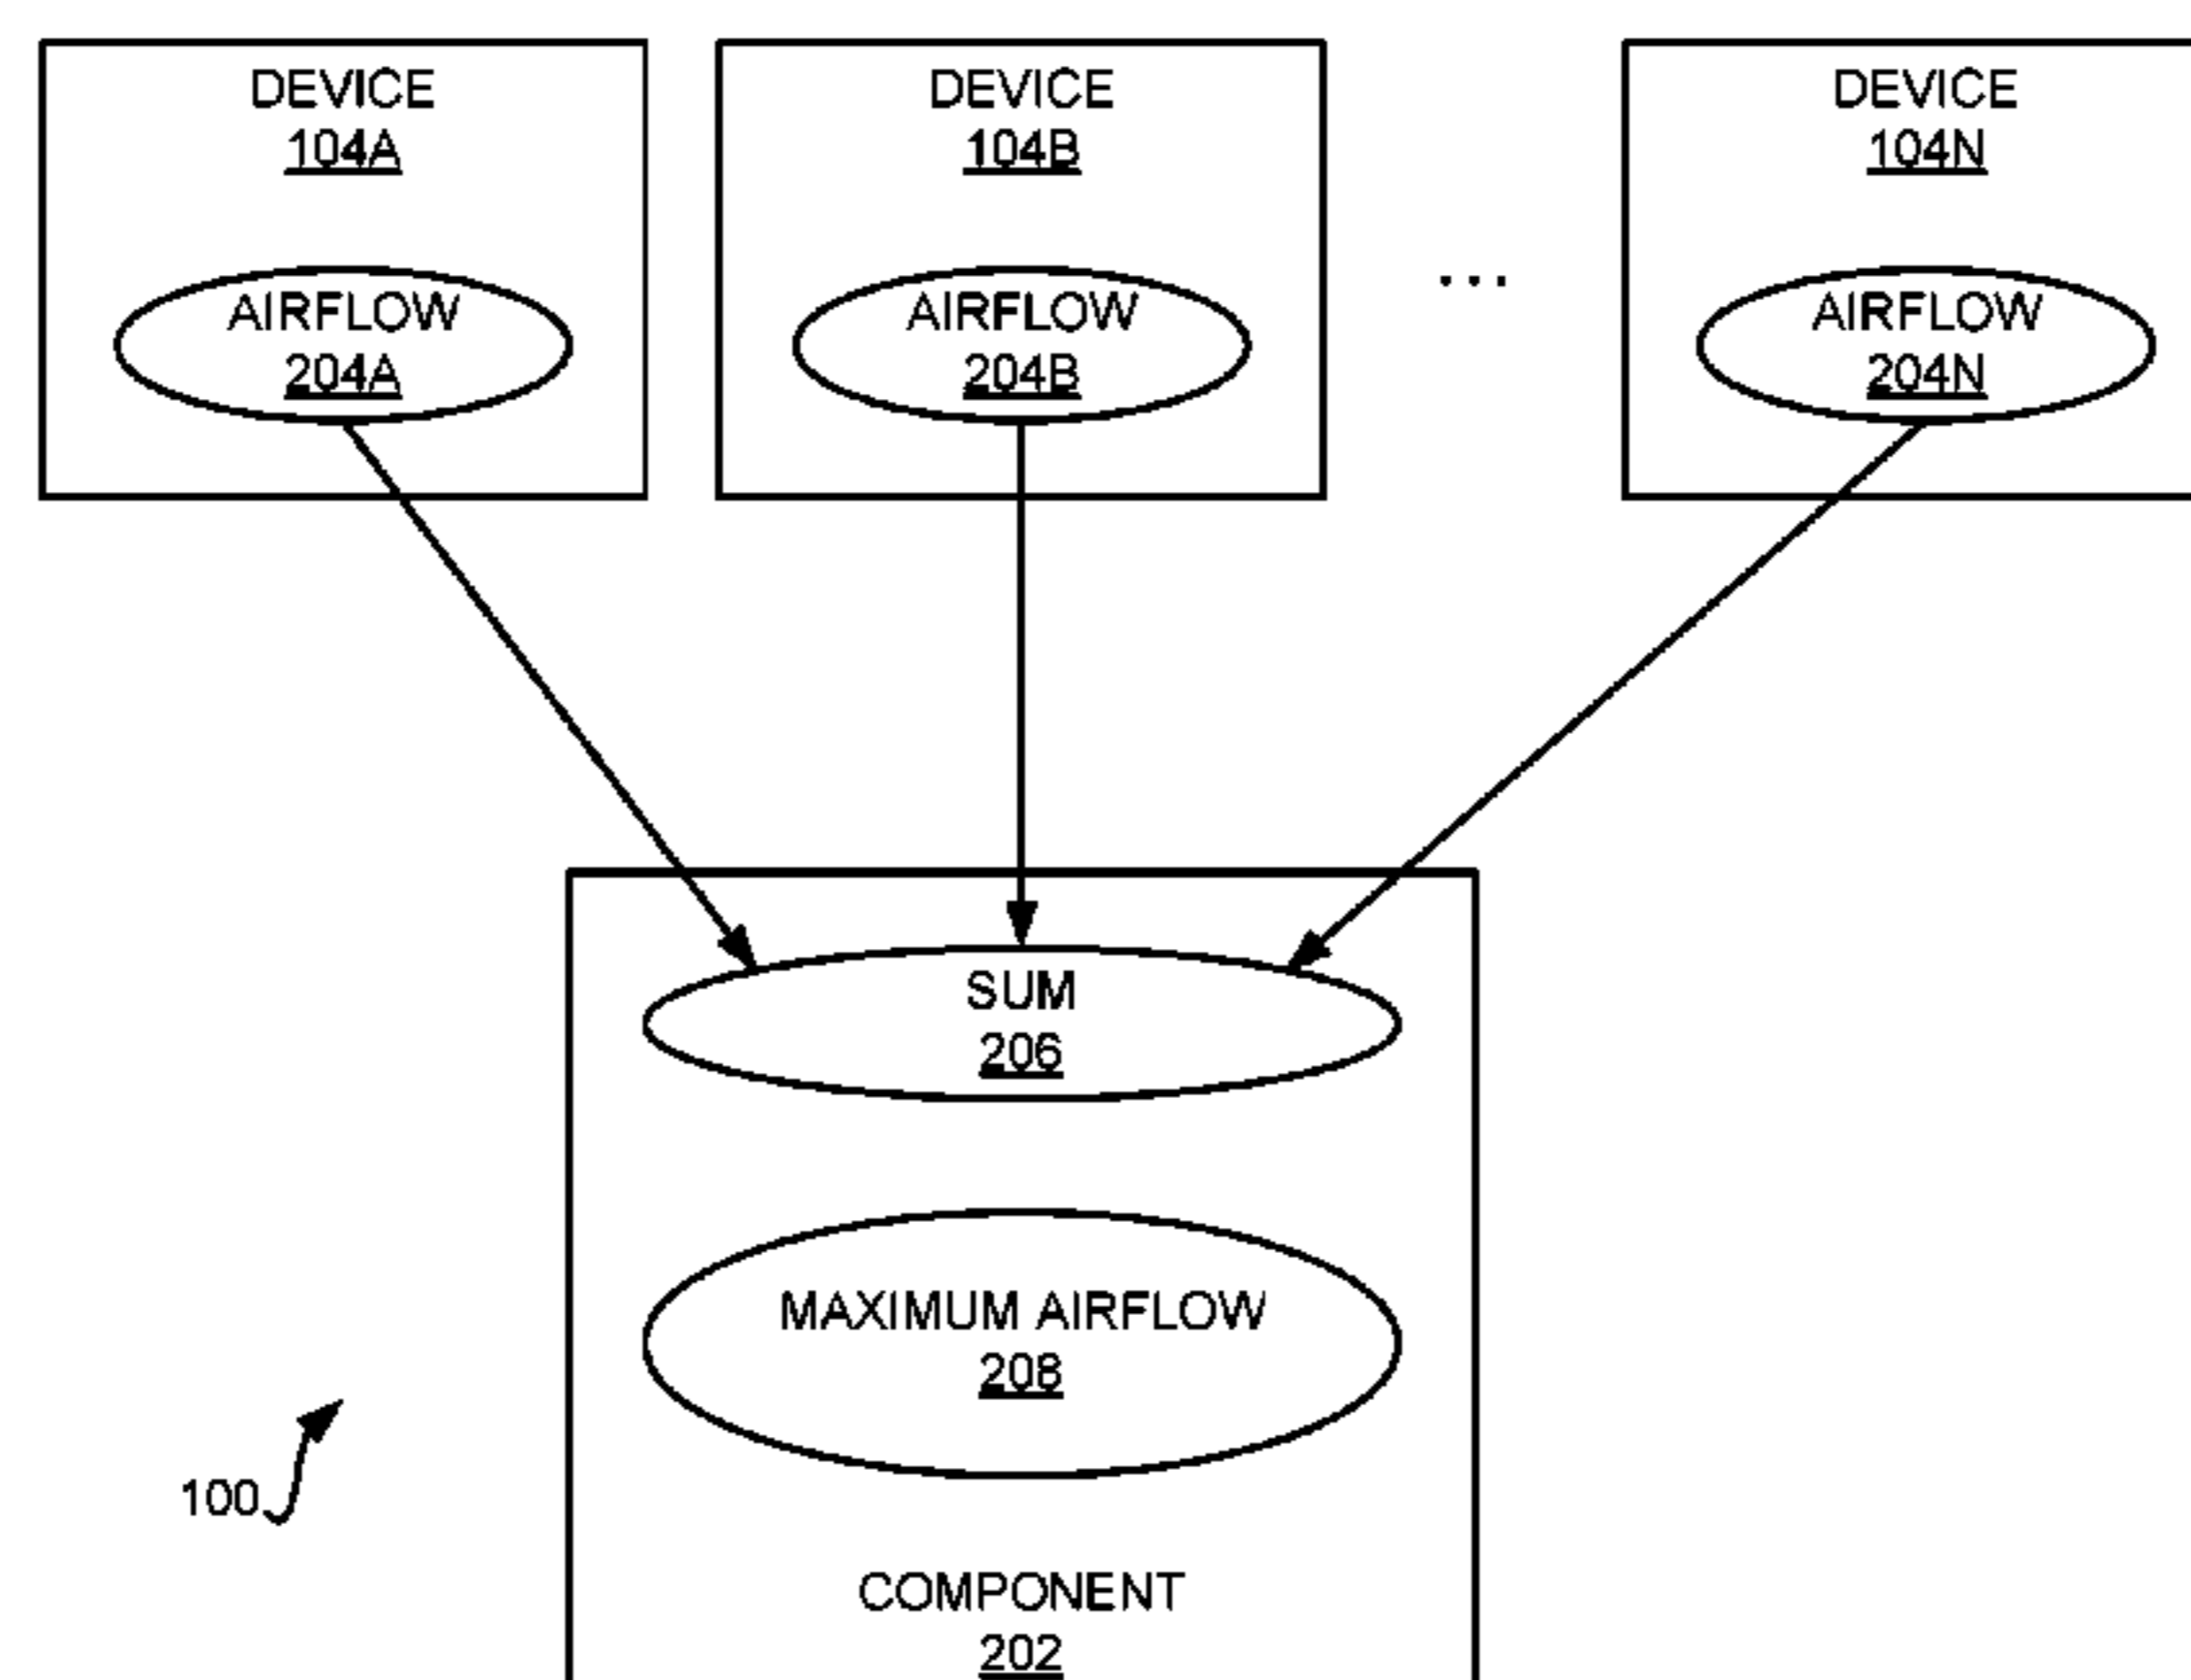 DEVICE
104A
AIRFLOW
204A
DEVICE
104B
AIRFLOW
204B
...
DEVICE
104N
AIRFLOW
204N
SUM
206
MAXIMUM AIRFLOW
208
100
COMPONENT
202